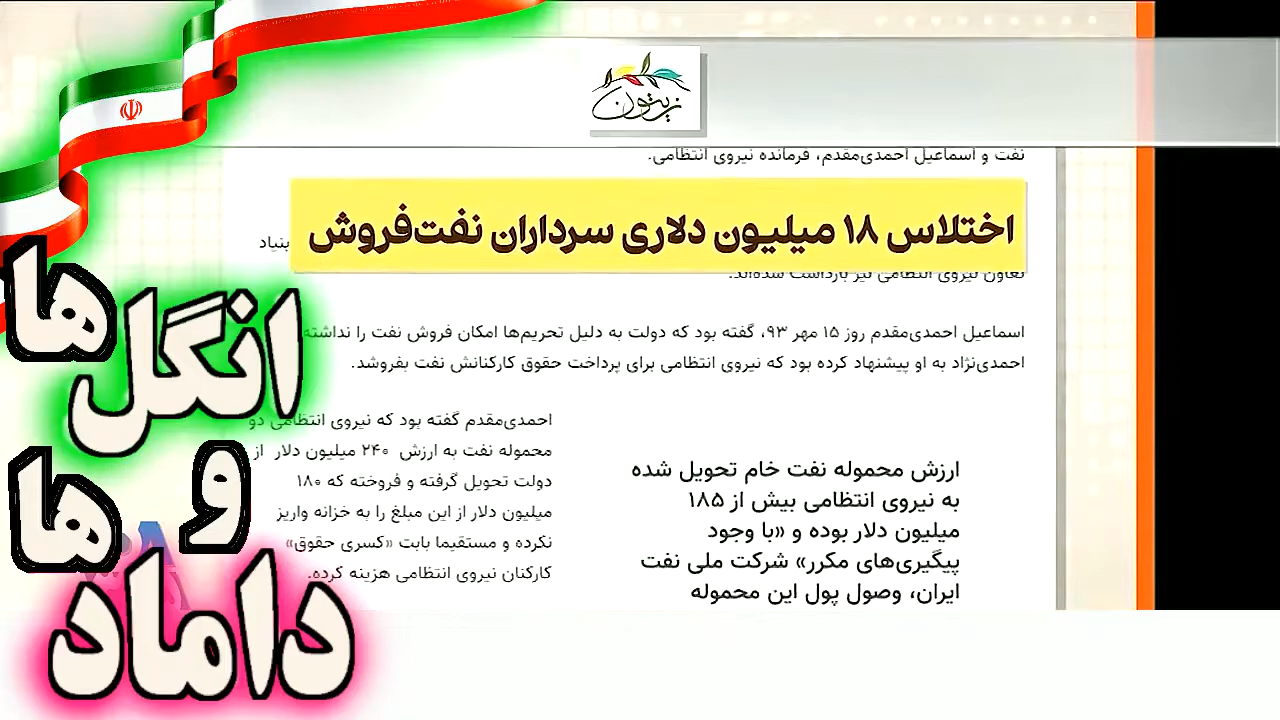 زیتون
نفت و اسماعیل احمدی‌مقدم، فرمانده نیروی انتظامی.
اختلاس ۱۸ میلیون دلاری سرداران نفت‌فروش
بنیاد
تعاون نیروی انتظامی نیز بازداشت شده‌اند.
اسماعیل احمدی‌مقدم روز ۱۵ مهر ۹۳، گفته بود که دولت به دلیل تحریم‌ها امکان فروش نفت را نداشته
احمدی‌نژاد به او پیشنهاد کرده بود که نیروی انتظامی برای پرداخت حقوق کارکنانش نفت بفروشد.
احمدی‌مقدم گفته بود که نیروی انتظامی دو
محموله نفت به ارزش ۲۴۰ میلیون دلار از
دولت تحویل گرفته و فروخته که ۱۸۰
میلیون دلار از این مبلغ را به خزانه واریز
نکرده و مستقیما بابت «کسری حقوق»
کارکنان نیروی انتظامی هزینه کرده.
ارزش محموله نفت خام تحویل شده
به نیروی انتظامی بیش از ۱۸۵
میلیون دلار بوده و «با وجود
پیگیری‌های مکرر» شرکت ملی نفت
ایران، وصول پول این محموله
انگل ها
و
داماد ها